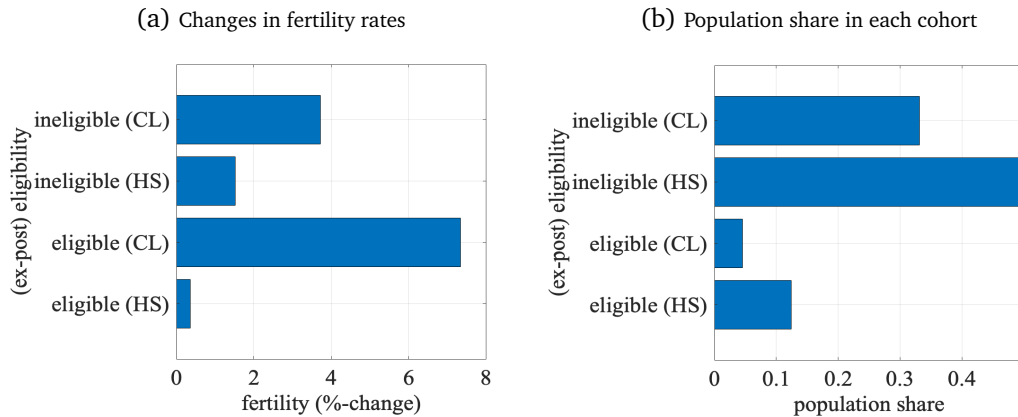 (a) Changes in fertility rates
(ex-post) eligibility
ineligible (CL)
ineligible (HS)
eligible (CL)
eligible (HS)
0 2 4 6 8
fertility (%-change)
(b) Population share in each cohort
(ex-post) eligibility
ineligible (CL)
ineligible (HS)
eligible (CL)
eligible (HS)
0 0.1 0.2 0.3 0.4
population share